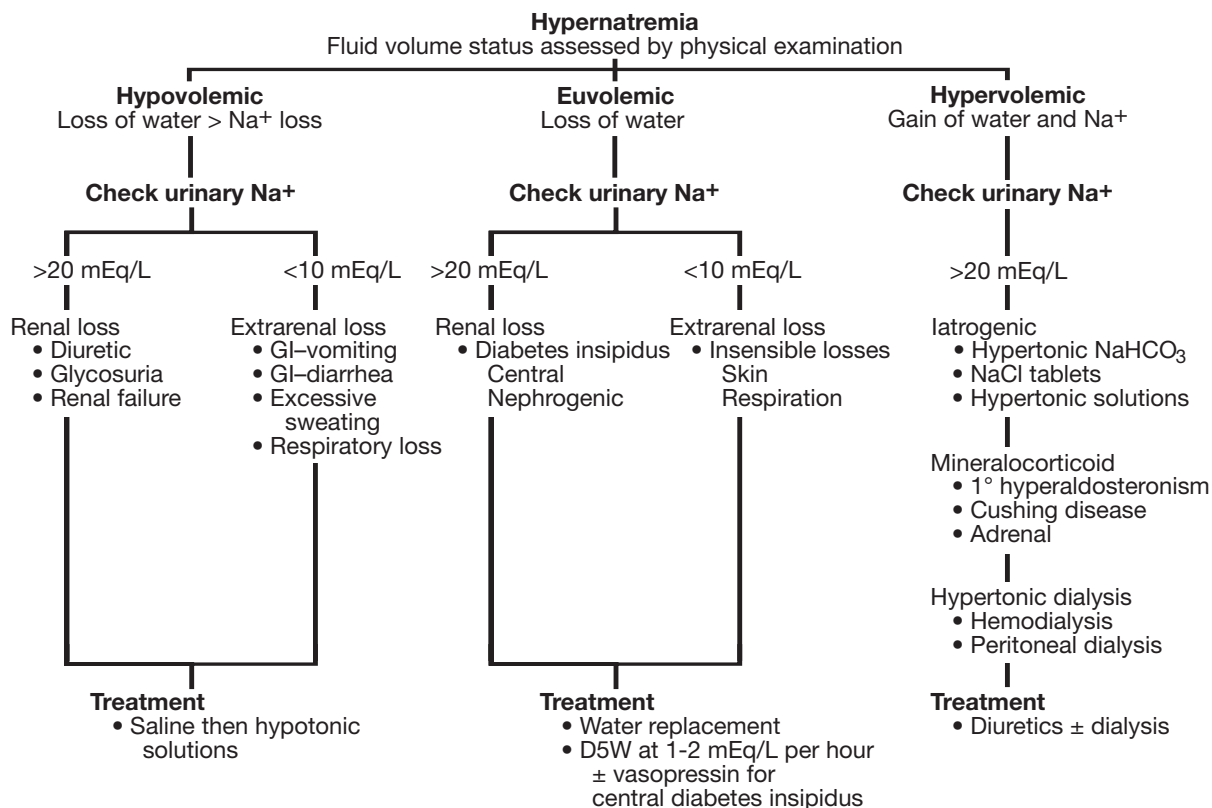 Hypernatremia
Fluid volume status assessed by physical examination
Hypovolemic
Loss of water > Na+ loss
Check urinary Na+
>20 mEq/L
Renal loss
• Diuretic
• Glycosuria
• Renal failure
<10 mEq/L
Extrarenal loss
• GI–vomiting
• GI–diarrhea
• Excessive
sweating
• Respiratory loss
Treatment
• Saline then hypotonic
solutions
Euvolemic
Loss of water
Check urinary Na+
>20 mEq/L
Renal loss
• Diabetes insipidus
Central
Nephrogenic
<10 mEq/L
Extrarenal loss
• Insensible losses
Skin
Respiration
Treatment
• Water replacement
• D5W at 1-2 mEq/L per hour
± vasopressin for
central diabetes insipidus
Hypervolemic
Gain of water and Na+
Check urinary Na+
>20 mEq/L
Iatrogenic
• Hypertonic NaHCO3
• NaCl tablets
• Hypertonic solutions
Mineralocorticoid
• 1° hyperaldosteronism
• Cushing disease
• Adrenal
Hypertonic dialysis
• Hemodialysis
• Peritoneal dialysis
Treatment
• Diuretics ± dialysis